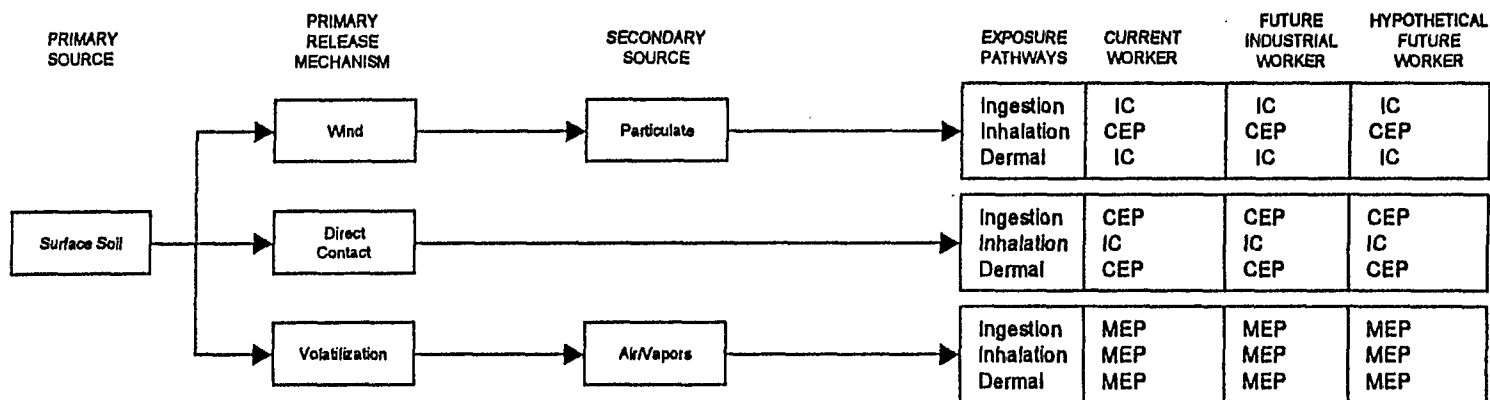 PRIMARY
SOURCE
PRIMARY
RELEASE
MECHANISM
SECONDARY
SOURCE
EXPOSURE
PATHWAYS
CURRENT
WORKER
FUTURE
INDUSTRIAL
WORKER
HYPOTHETICAL
FUTURE
WORKER
Surface Soil
Wind
Particulate
Ingestion IC IC IC
Inhalation CEP CEP CEP
Dermal IC IC IC
Direct
Contact
Ingestion CEP CEP CEP
Inhalation IC IC IC
Dermal CEP CEP CEP
Volatilization
Air/Vapors
Ingestion MEP MEP MEP
Inhalation MEP MEP MEP
Dermal MEP MEP MEP